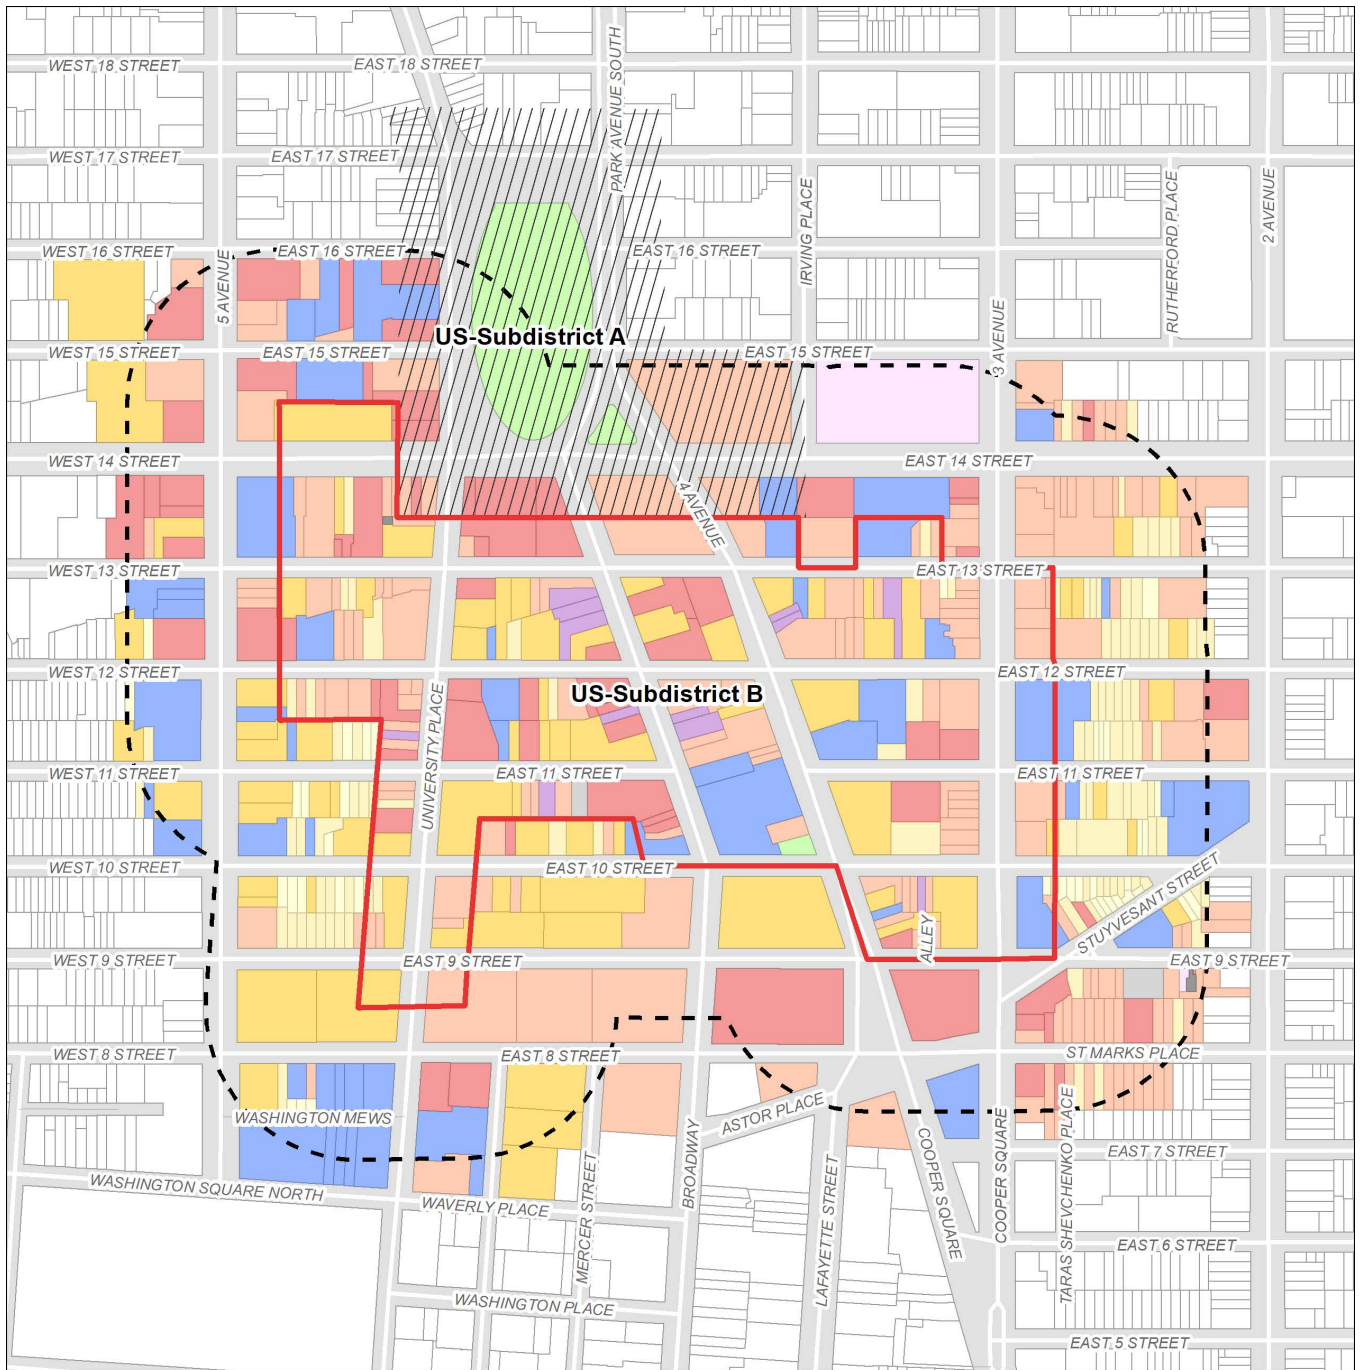 WEST 18 STREET
EAST 18 STREET
PARK AVENUE SOUTH
WEST 17 STREET
EAST 17 STREET
IRVING PLACE
RUTHERFORD PLACE
2 AVENUE
WEST 16 STREET
5 AVENUE
EAST 16 STREET
EAST 16 STREET
US-Subdistrict A
WEST 15 STREET
EAST 15 STREET
EAST 15 STREET
3 AVENUE
WEST 14 STREET
4 AVENUE
EAST 14 STREET
WEST 13 STREET
EAST 13 STREET
WEST 12 STREET
EAST 12 STREET
US-Subdistrict B
UNIVERSITY PLACE
WEST 11 STREET
EAST 11 STREET
EAST 11 STREET
WEST 10 STREET
EAST 10 STREET
STUYVESANT STREET
ALLEY
WEST 9 STREET
EAST 9 STREET
EAST 9 STREET
WEST 8 STREET
EAST 8 STREET
ST MARKS PLACE
WASHINGTON MEWS
ASTOR PLACE
BROADWAY
COOPER SQUARE
COOPER SQUARE
TARAS SHEVCHENKO PLACE
EAST 7 STREET
WASHINGTON SQUARE NORTH
WAVERLY PLACE
MERCER STREET
LAFAYETTE STREET
EAST 6 STREET
WASHINGTON PLACE
EAST 5 STREET